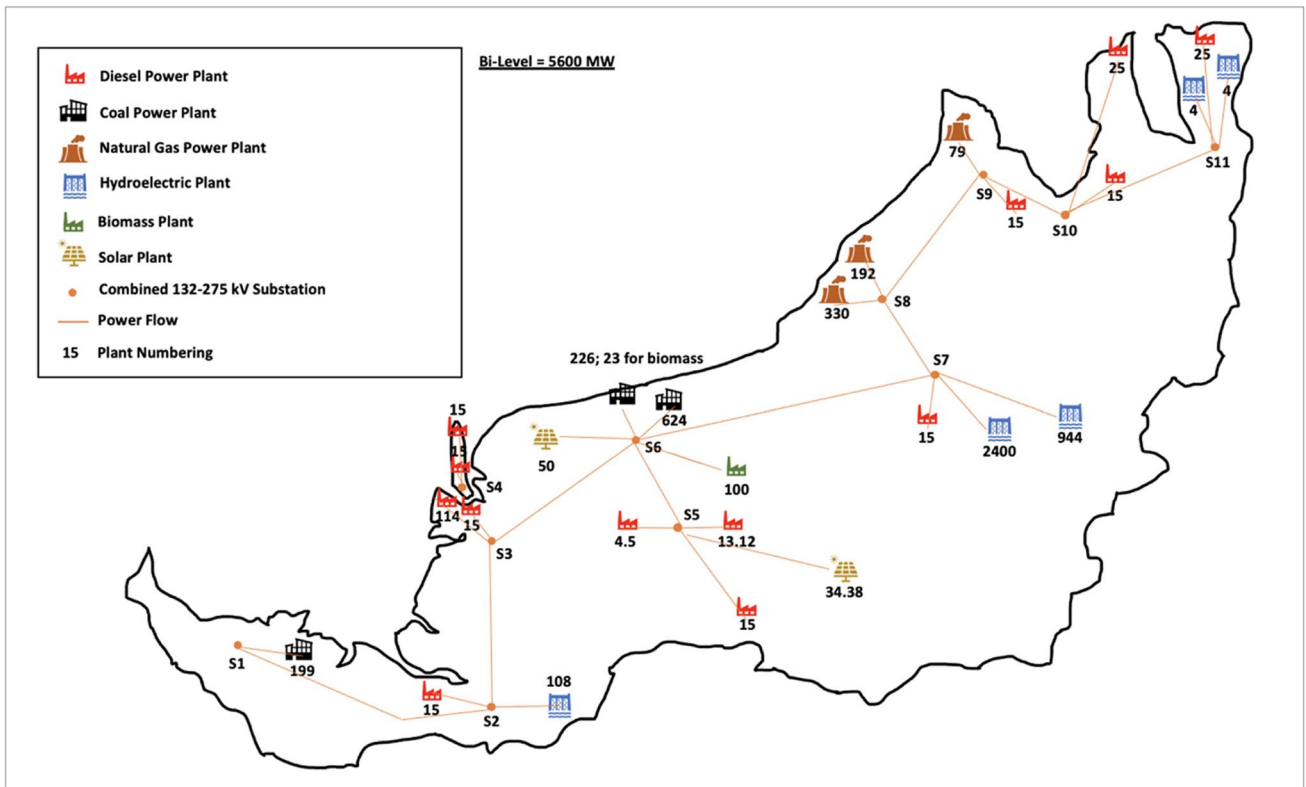 Bi-Level = 5600 MW
Diesel Power Plant
Coal Power Plant
Natural Gas Power Plant
Hydroelectric Plant
Biomass Plant
Solar Plant
Combined 132-275 kV Substation
Power Flow
15 Plant Numbering
25
25
4
4
S11
79
S9
15
15
S10
192
330
S8
226; 23 for biomass
S7
624
15
2400
944
S6
50
100
15
15
S4
114
15
S3
S5
4.5
13.12
34.38
15
S1
199
108
15
S2